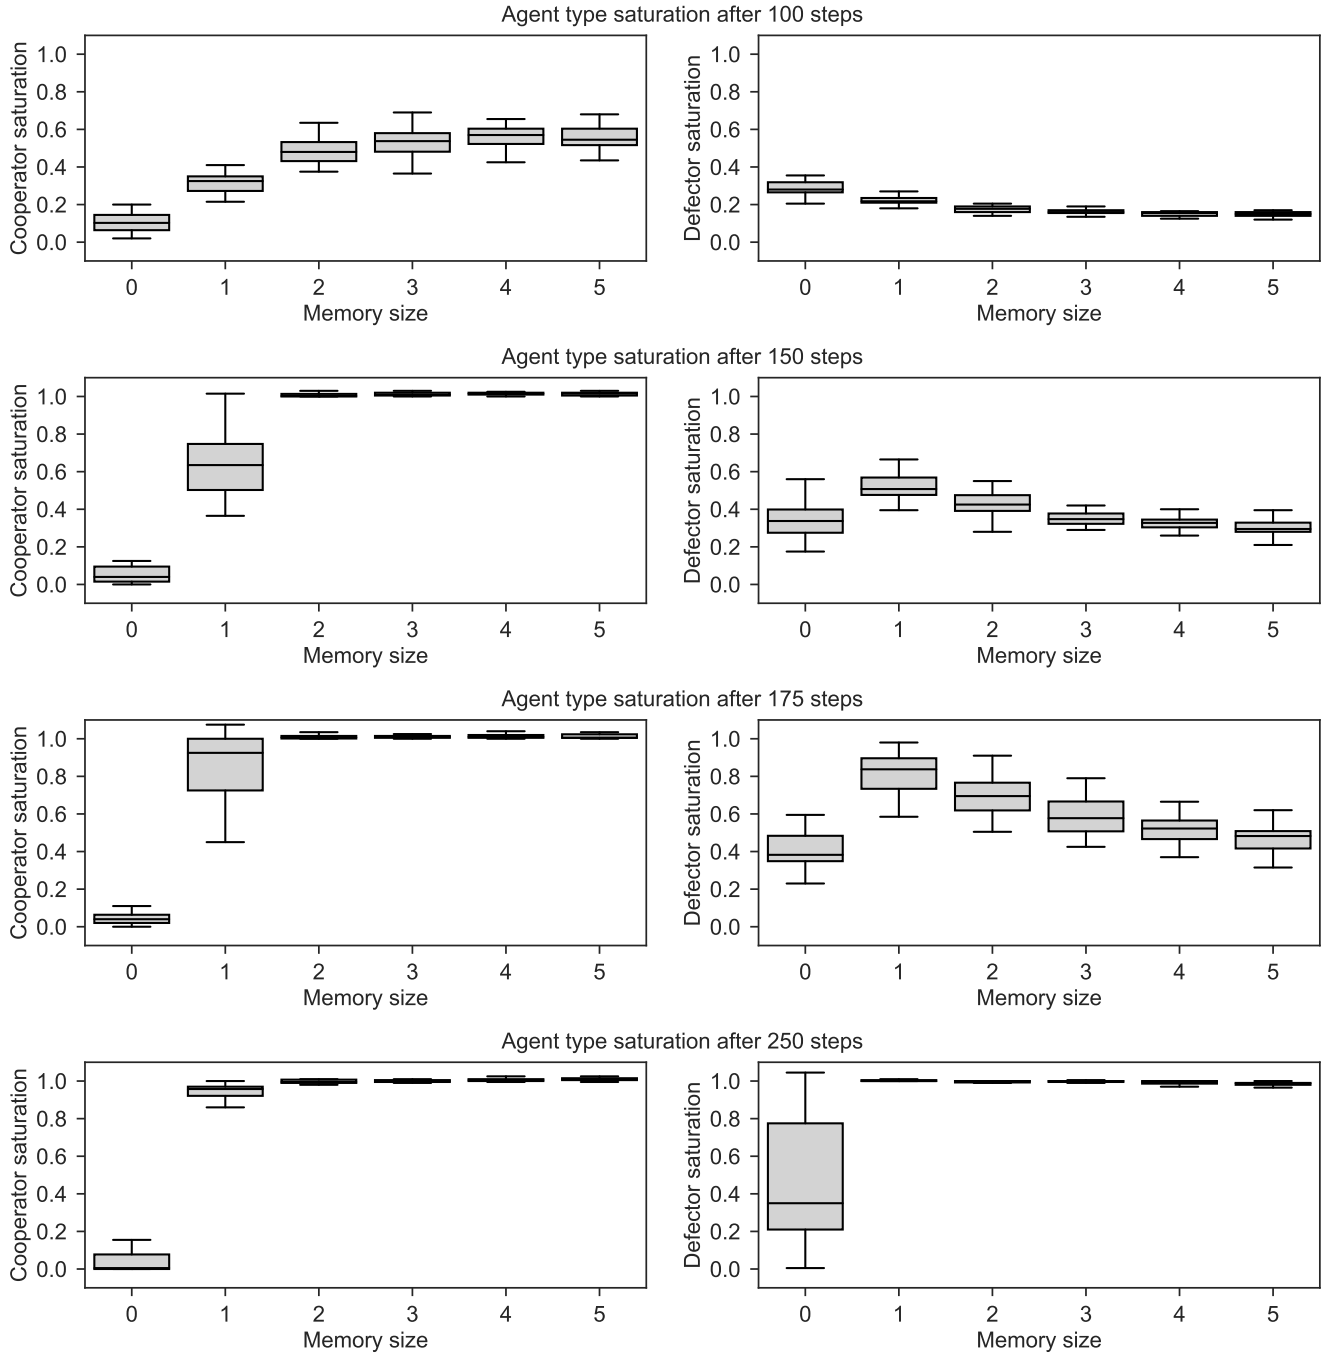 Agent type saturation after 100 steps
Cooperator saturation
1.0
0.8
0.6
0.4
0.2
0.0
0 1 2 3 4 5
Memory size
Defector saturation
1.0
0.8
0.6
0.4
0.2
0.0
0 1 2 3 4 5
Memory size
Agent type saturation after 150 steps
Cooperator saturation
1.0
0.8
0.6
0.4
0.2
0.0
0 1 2 3 4 5
Memory size
Defector saturation
1.0
0.8
0.6
0.4
0.2
0.0
0 1 2 3 4 5
Memory size
Agent type saturation after 175 steps
Cooperator saturation
1.0
0.8
0.6
0.4
0.2
0.0
0 1 2 3 4 5
Memory size
Defector saturation
1.0
0.8
0.6
0.4
0.2
0.0
0 1 2 3 4 5
Memory size
Agent type saturation after 250 steps
Cooperator saturation
1.0
0.8
0.6
0.4
0.2
0.0
0 1 2 3 4 5
Memory size
Defector saturation
1.0
0.8
0.6
0.4
0.2
0.0
0 1 2 3 4 5
Memory size